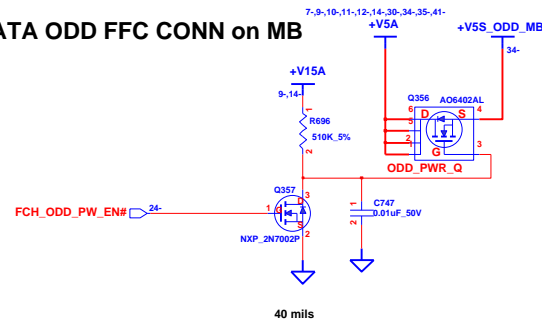 ATA ODD FFC CONN on MB
7-,9-,10-,11-,12-,14-,30-,34-,35-,41-
+V5A
+V5S_ODD_MB
34-
+V15A
9-,14-
Q356 AO6402AL
6 D S 4
5
2
1
G 3
ODD_PWR_Q
1
R696
510K_5%
2
Q357 3
D
FCH_ODD_PW_EN# 24- 1 G
S
2
NXP_2N7002P
1 C747
0.01uF_50V
2
40 mils